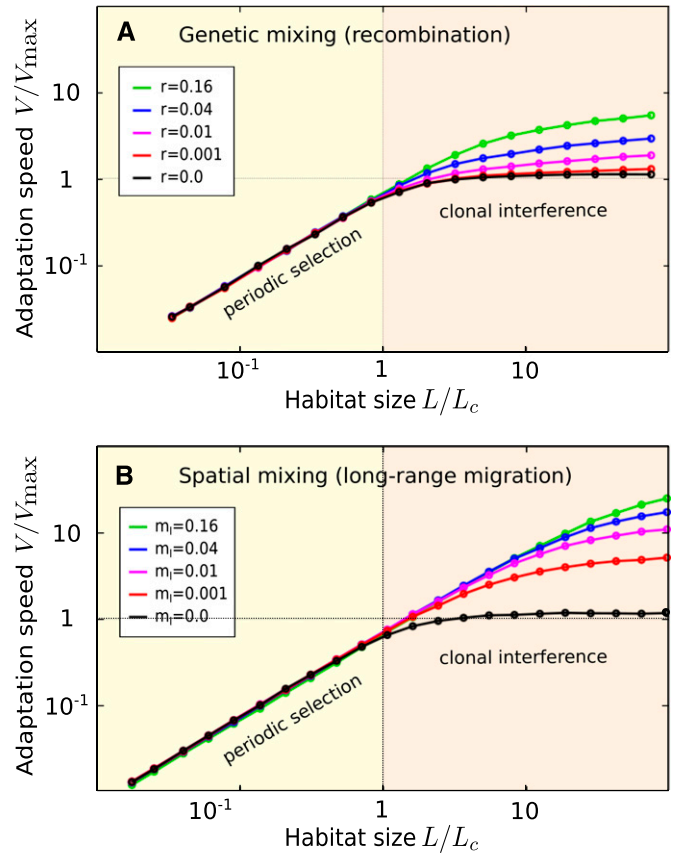 A
Genetic mixing (recombination)
r=0.16
r=0.04
r=0.01
r=0.001
r=0.0
10
1
10⁻¹
Adaptation speed V/Vmax
clonal interference
periodic selection
10⁻¹ 1 10
Habitat size L/L_c
B
Spatial mixing (long-range migration)
m_l=0.16
m_l=0.04
m_l=0.01
m_l=0.001
m_l=0.0
10
1
10⁻¹
Adaptation speed V/Vmax
clonal interference
periodic selection
10⁻¹ 1 10
Habitat size L/L_c